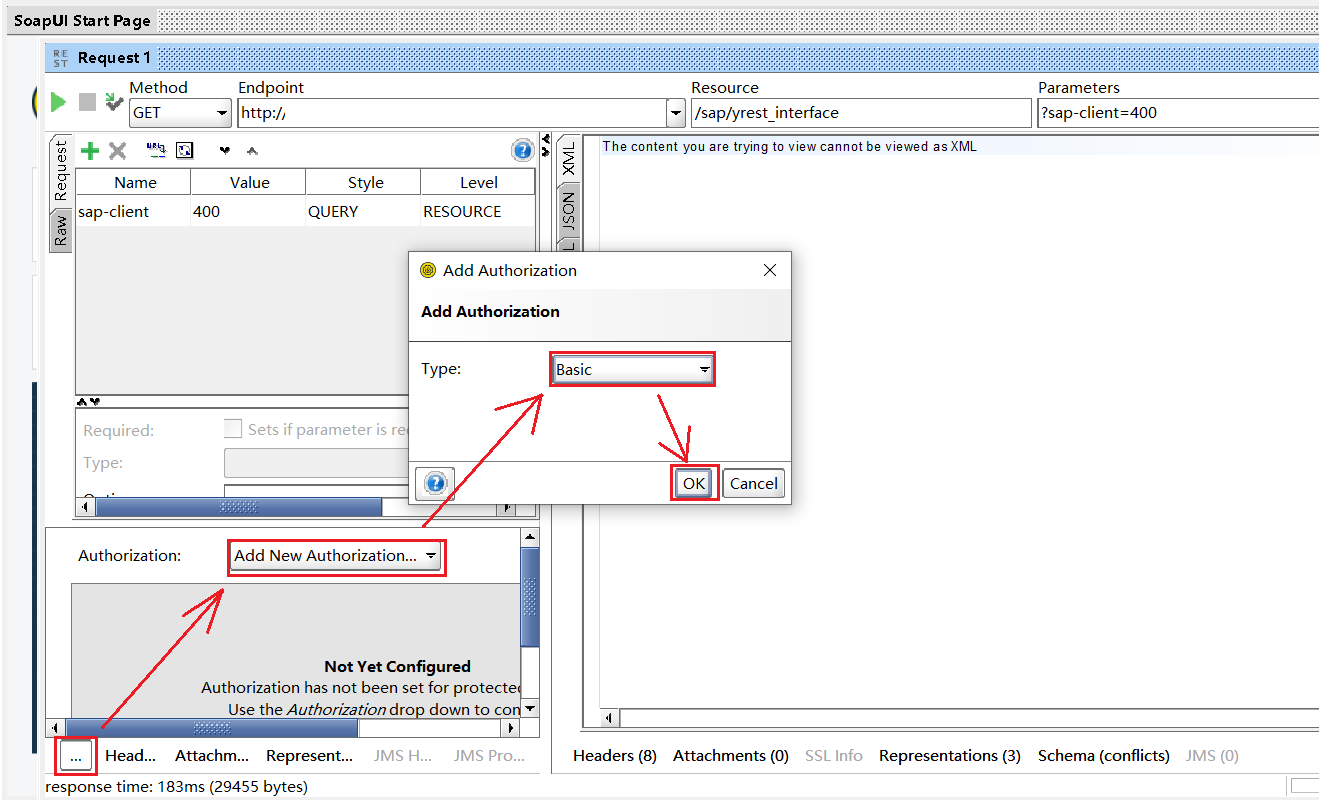 SoapUI Start Page
REST Request 1
Method Endpoint Resource Parameters
GET http:// /sap/yrest_interface ?sap-client=400
Request
Raw
Name Value Style Level
sap-client 400 QUERY RESOURCE
XML
JSON
The content you are trying to view cannot be viewed as XML
Add Authorization
Add Authorization
Type: Basic
OK Cancel
Required: Sets if parameter is re
Type:
Authorization: Add New Authorization...
Not Yet Configured
Authorization has not been set for protecte
Use the Authorization drop down to con
... Head... Attachm... Represent... JMS H... JMS Pro...
Headers (8) Attachments (0) SSL Info Representations (3) Schema (conflicts) JMS (0)
response time: 183ms (29455 bytes)